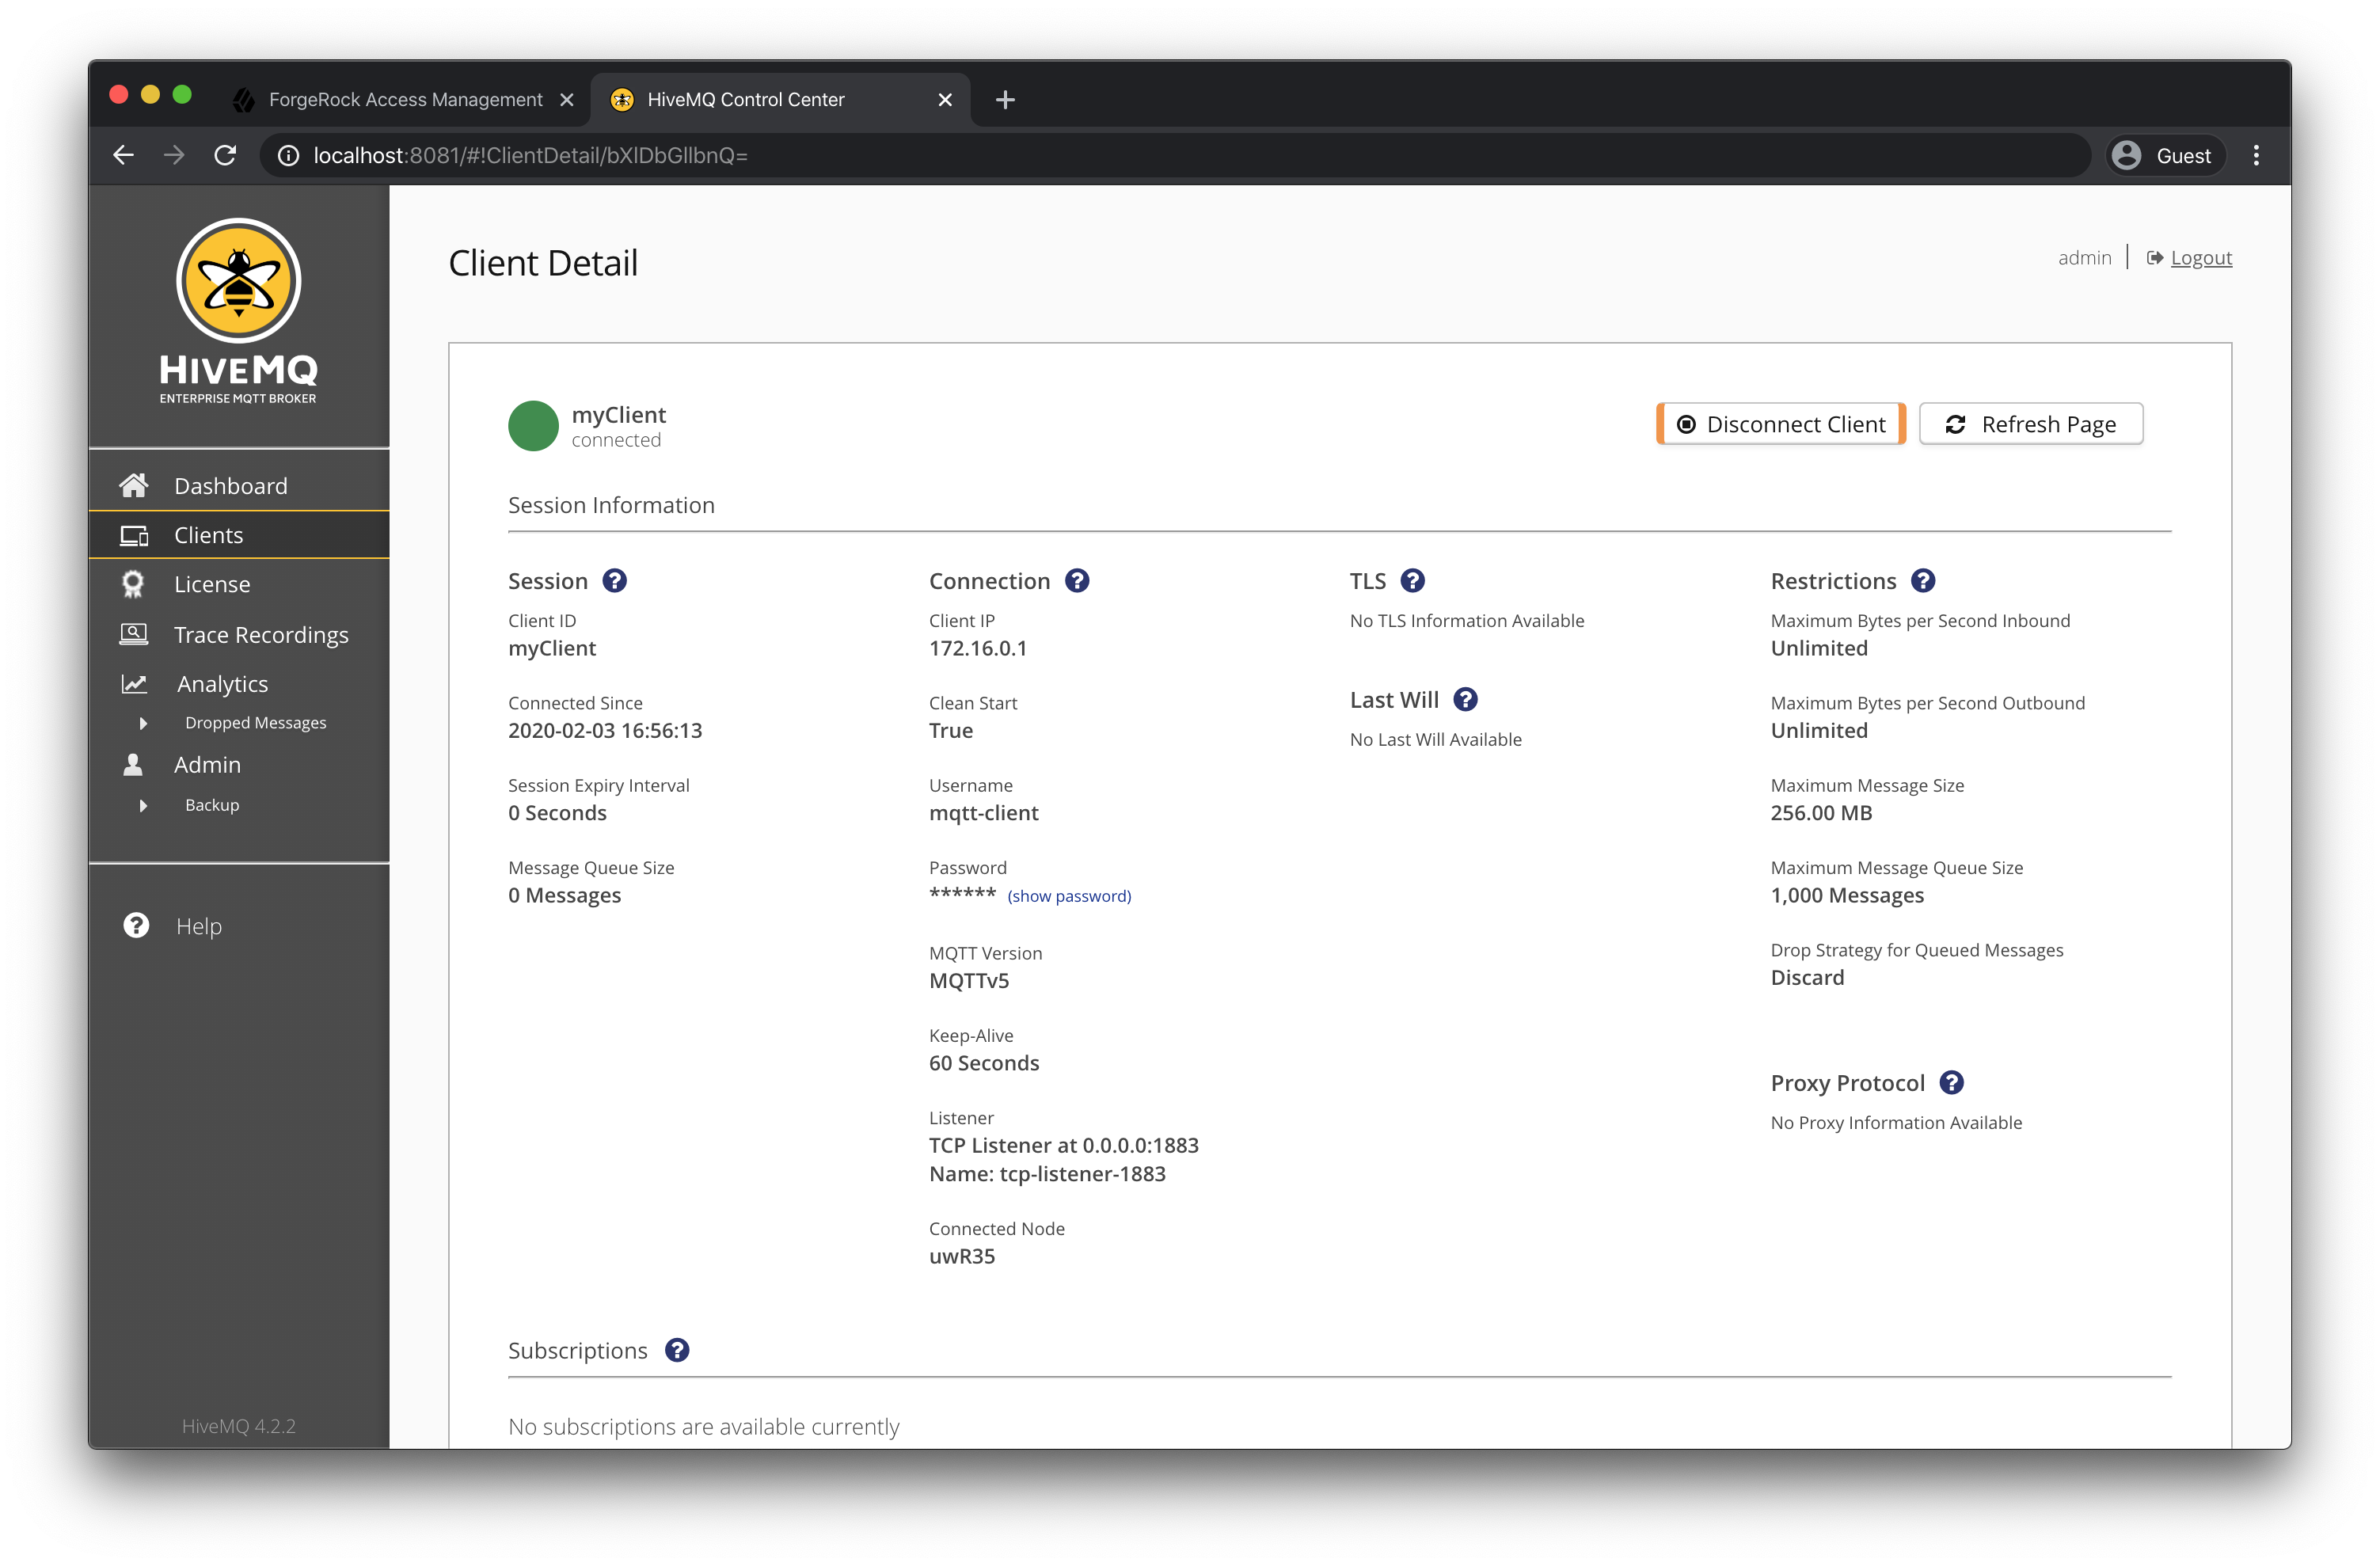 ForgeRock Access Management
HiveMQ Control Center
localhost:8081/#!ClientDetail/bXlDbGllbnQ=
Guest
HIVEMQ
ENTERPRISE MQTT BROKER
Dashboard
Clients
License
Trace Recordings
Analytics
Dropped Messages
Admin
Backup
Help
HiveMQ 4.2.2
Client Detail
admin
Logout
myClient
connected
Disconnect Client
Refresh Page
Session Information
Session
Client ID
myClient
Connected Since
2020-02-03 16:56:13
Session Expiry Interval
0 Seconds
Message Queue Size
0 Messages
Connection
Client IP
172.16.0.1
Clean Start
True
Username
mqtt-client
Password
****** (show password)
MQTT Version
MQTTv5
Keep-Alive
60 Seconds
Listener
TCP Listener at 0.0.0.0:1883
Name: tcp-listener-1883
Connected Node
uwR35
TLS
No TLS Information Available
Last Will
No Last Will Available
Restrictions
Maximum Bytes per Second Inbound
Unlimited
Maximum Bytes per Second Outbound
Unlimited
Maximum Message Size
256.00 MB
Maximum Message Queue Size
1,000 Messages
Drop Strategy for Queued Messages
Discard
Proxy Protocol
No Proxy Information Available
Subscriptions
No subscriptions are available currently